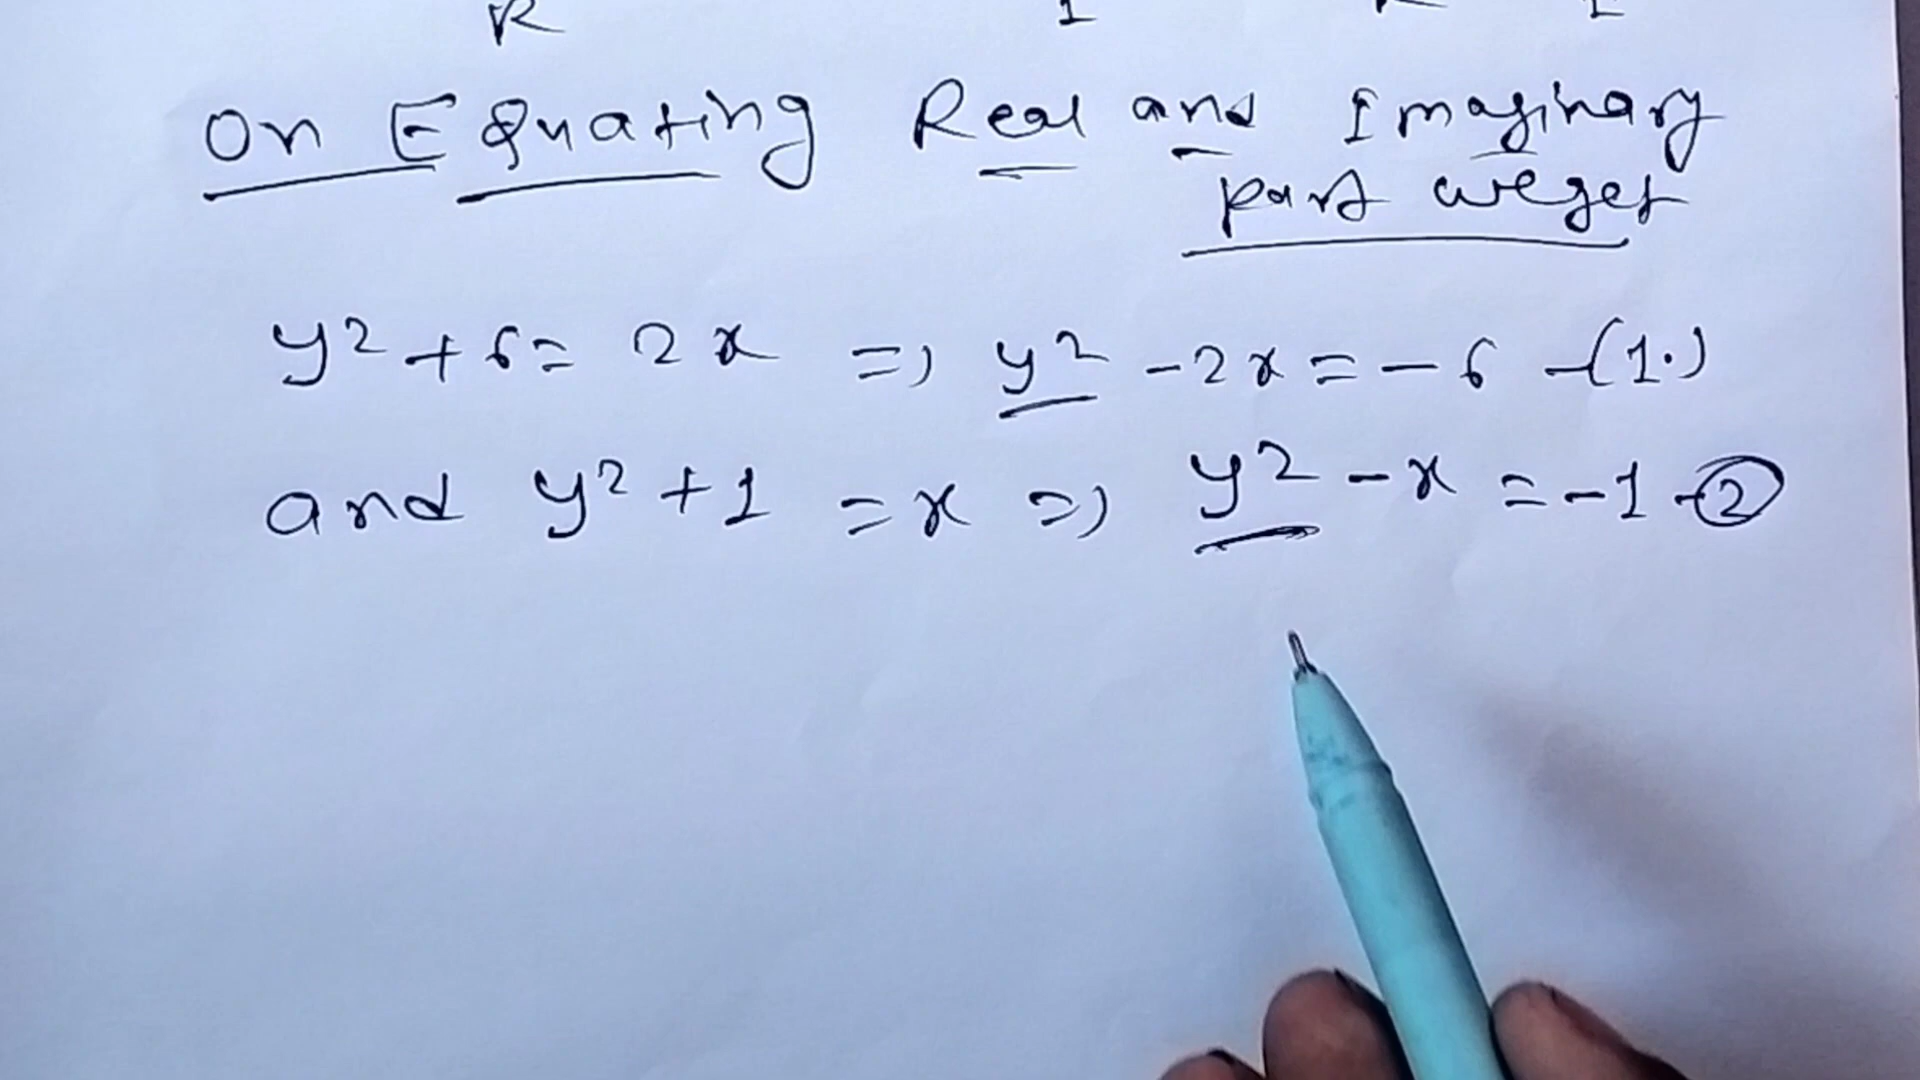 R I R I
On Equating Real and Imaginary
part we get
y² + 6 = 2x => y² - 2x = -6 -(1.)
and y² + 1 = x => y² - x = -1 -②